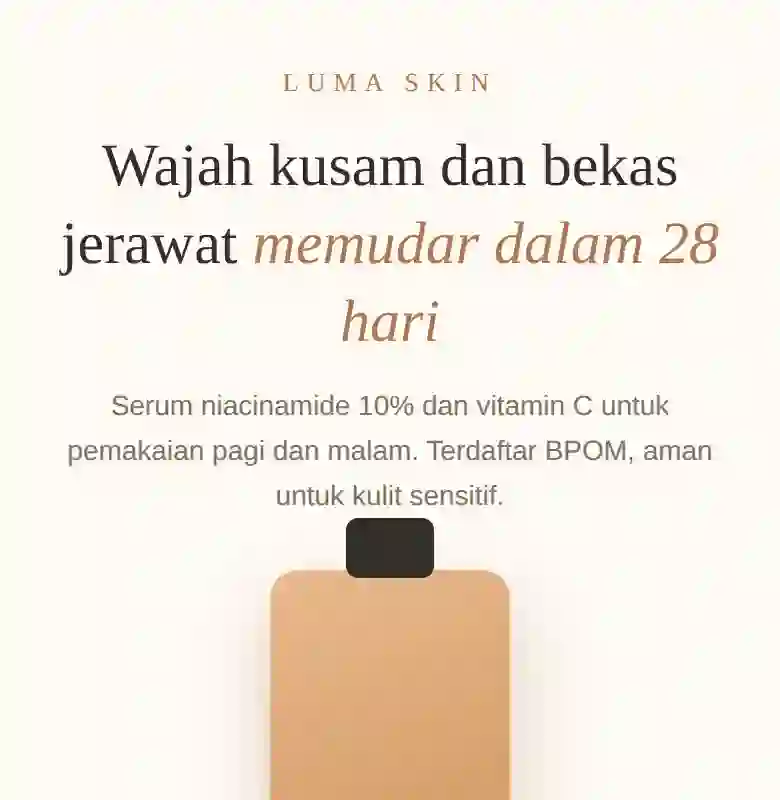 LUMA SKIN
Wajah kusam dan bekas
jerawat memudar dalam 28
hari
Serum niacinamide 10% dan vitamin C untuk
pemakaian pagi dan malam. Terdaftar BPOM, aman
untuk kulit sensitif.